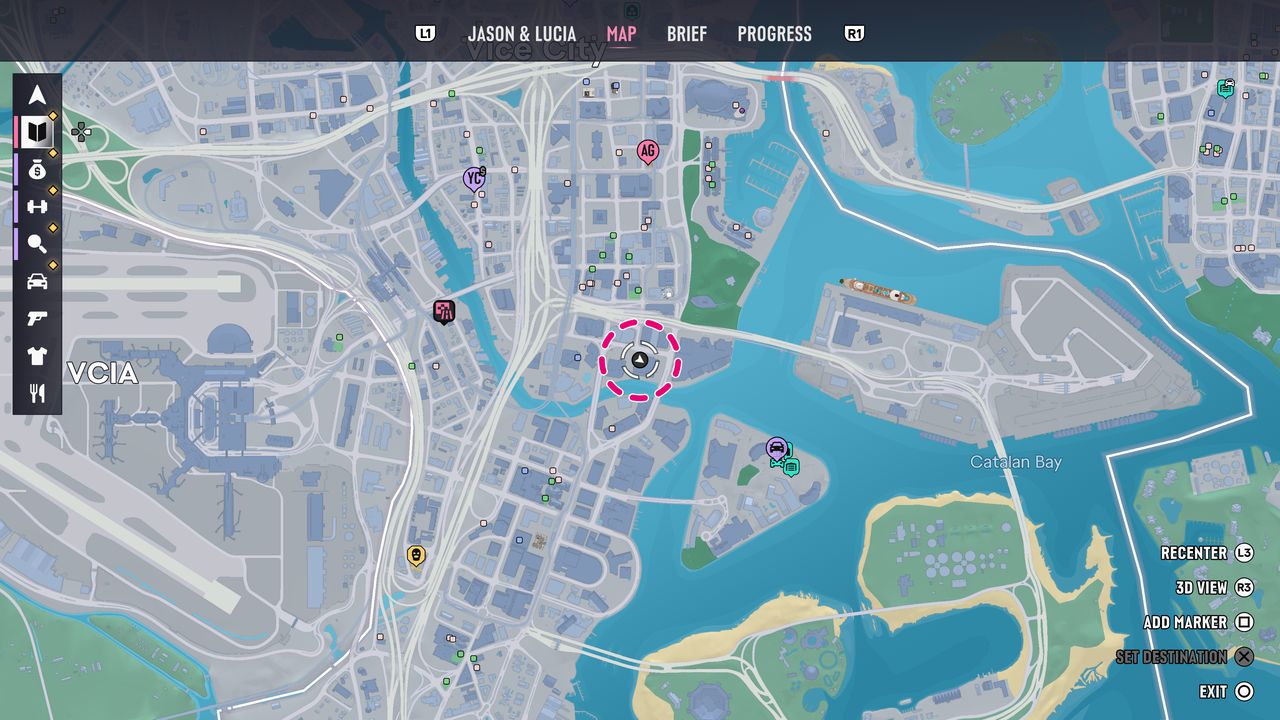 L1 JASON & LUCIA MAP BRIEF PROGRESS R1
Vice City
AG
YC
$
VCIA
Catalan Bay
RECENTER L3
3D VIEW R3
ADD MARKER
SET DESTINATION
EXIT